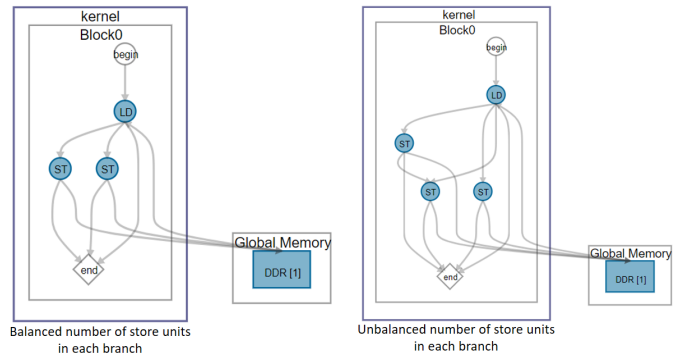 kernel
Block0
begin
LD
ST
ST
Global Memory
DDR [1]
end
Balanced number of store units
in each branch
kernel
Block0
begin
LD
ST
ST
ST
Global Memory
DDR [1]
end
Unbalanced number of store units
in each branch